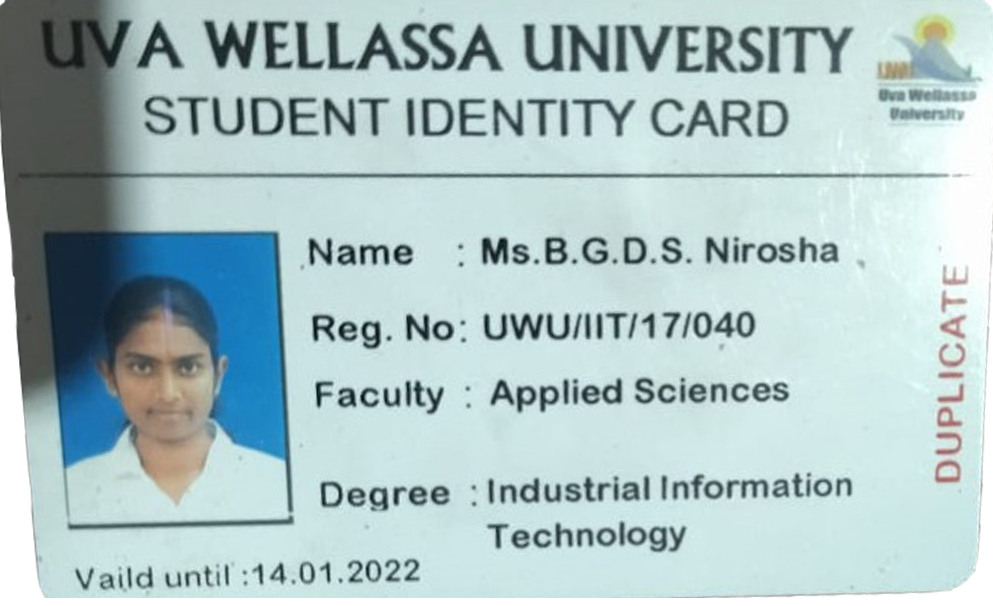 UVA WELLASSA UNIVERSITY
STUDENT IDENTITY CARD
UWU
Uva Wellassa
University
Name : Ms.B.G.D.S. Nirosha
Reg. No: UWU/IIT/17/040
Faculty : Applied Sciences
Degree : Industrial Information
Technology
Vaild until :14.01.2022
DUPLICATE